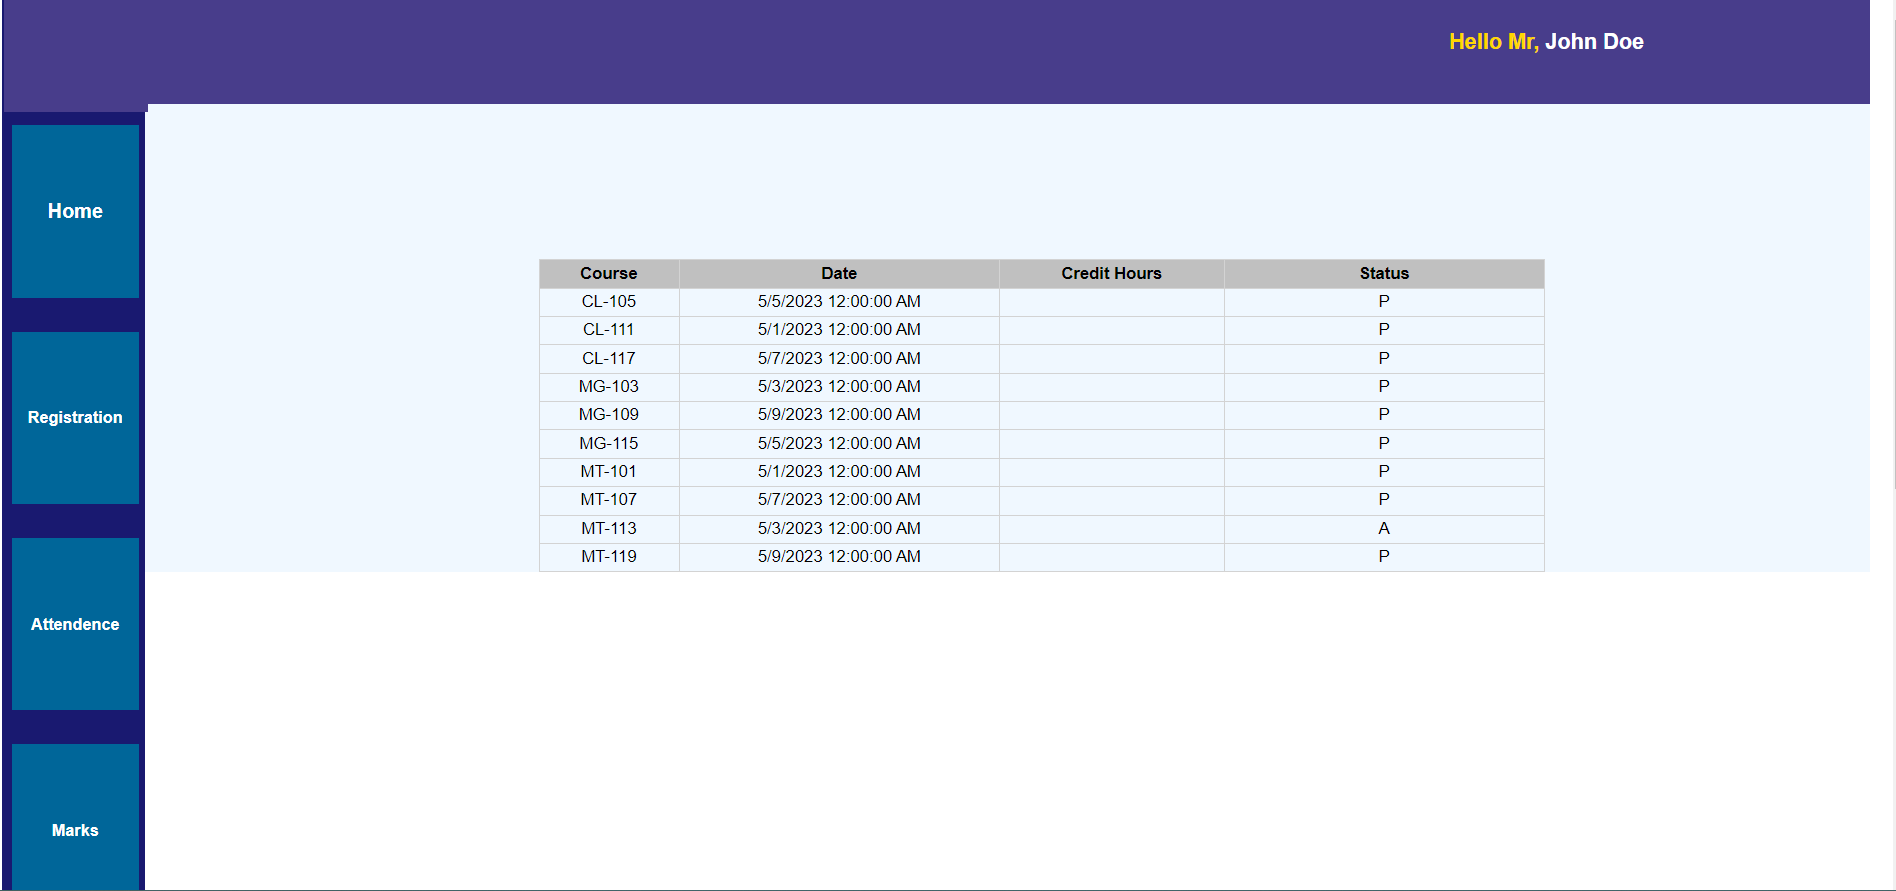 Hello Mr, John Doe
Home
Registration
Attendence
Marks
Course Date Credit Hours Status
CL-105 5/5/2023 12:00:00 AM P
CL-111 5/1/2023 12:00:00 AM P
CL-117 5/7/2023 12:00:00 AM P
MG-103 5/3/2023 12:00:00 AM P
MG-109 5/9/2023 12:00:00 AM P
MG-115 5/5/2023 12:00:00 AM P
MT-101 5/1/2023 12:00:00 AM P
MT-107 5/7/2023 12:00:00 AM P
MT-113 5/3/2023 12:00:00 AM A
MT-119 5/9/2023 12:00:00 AM P